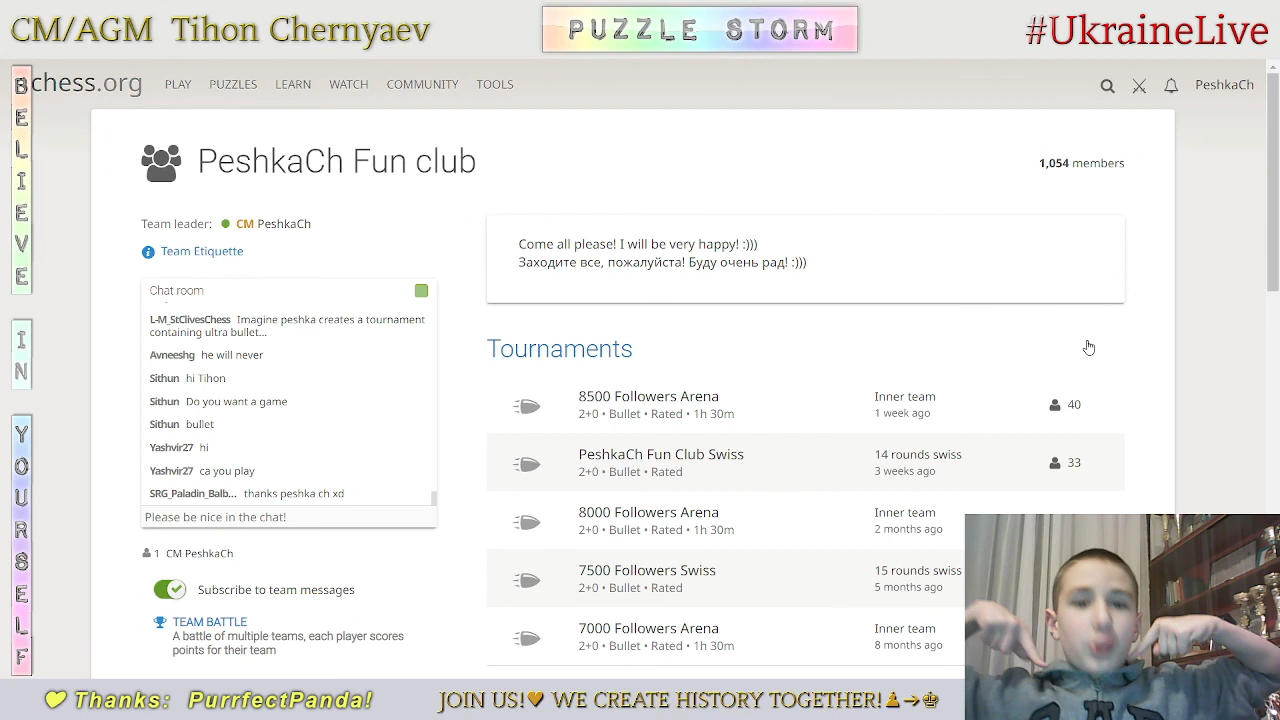 CM/AGM Tihon Chernyaev
PUZZLE STORM
#UkraineLive
BELIEVE
IN
YOURSELF
chess.org
PLAY
PUZZLES
LEARN
WATCH
COMMUNITY
TOOLS
PeshkaCh
PeshkaCh Fun club
1,054 members
Team leader: CM PeshkaCh
Team Etiquette
Come all please! I will be very happy! :)))
Заходите все, пожалуйста! Буду очень рад! :)))
Chat room
L-M_StClivesChess Imagine peshka creates a tournament
containing ultra bullet...
Avneeshg he will never
Sithun hi Tihon
Sithun Do you want a game
Sithun bullet
Yashvir27 hi
Yashvir27 ca you play
SRG_Paladin_Balb... thanks peshka ch xd
Please be nice in the chat!
1 CM PeshkaCh
Subscribe to team messages
TEAM BATTLE
A battle of multiple teams, each player scores
points for their team
Tournaments
8500 Followers Arena
2+0 • Bullet • Rated • 1h 30m
Inner team
1 week ago
40
PeshkaCh Fun Club Swiss
2+0 • Bullet • Rated
14 rounds swiss
3 weeks ago
33
8000 Followers Arena
2+0 • Bullet • Rated • 1h 30m
Inner team
2 months ago
7500 Followers Swiss
2+0 • Bullet • Rated
15 rounds swiss
5 months ago
7000 Followers Arena
2+0 • Bullet • Rated • 1h 30m
Inner team
8 months ago
Thanks: PurrfectPanda!
JOIN US!🧡 WE CREATE HISTORY TOGETHER!♟→♚